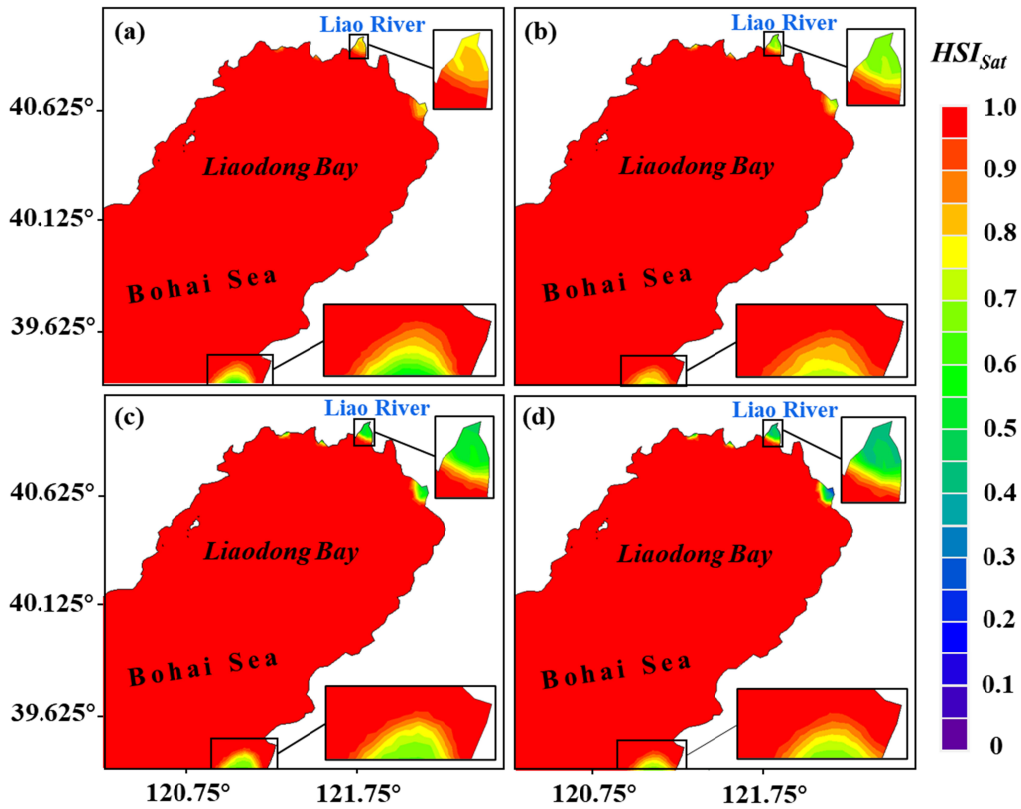 (a)
Liao River
Liaodong Bay
Bohai Sea
(b)
Liao River
Liaodong Bay
Bohai Sea
(c)
Liao River
Liaodong Bay
Bohai Sea
(d)
Liao River
Liaodong Bay
Bohai Sea
40.625°
40.125°
39.625°
40.625°
40.125°
39.625°
120.75°
121.75°
120.75°
121.75°
HSISat
1.0
0.9
0.8
0.7
0.6
0.5
0.4
0.3
0.2
0.1
0